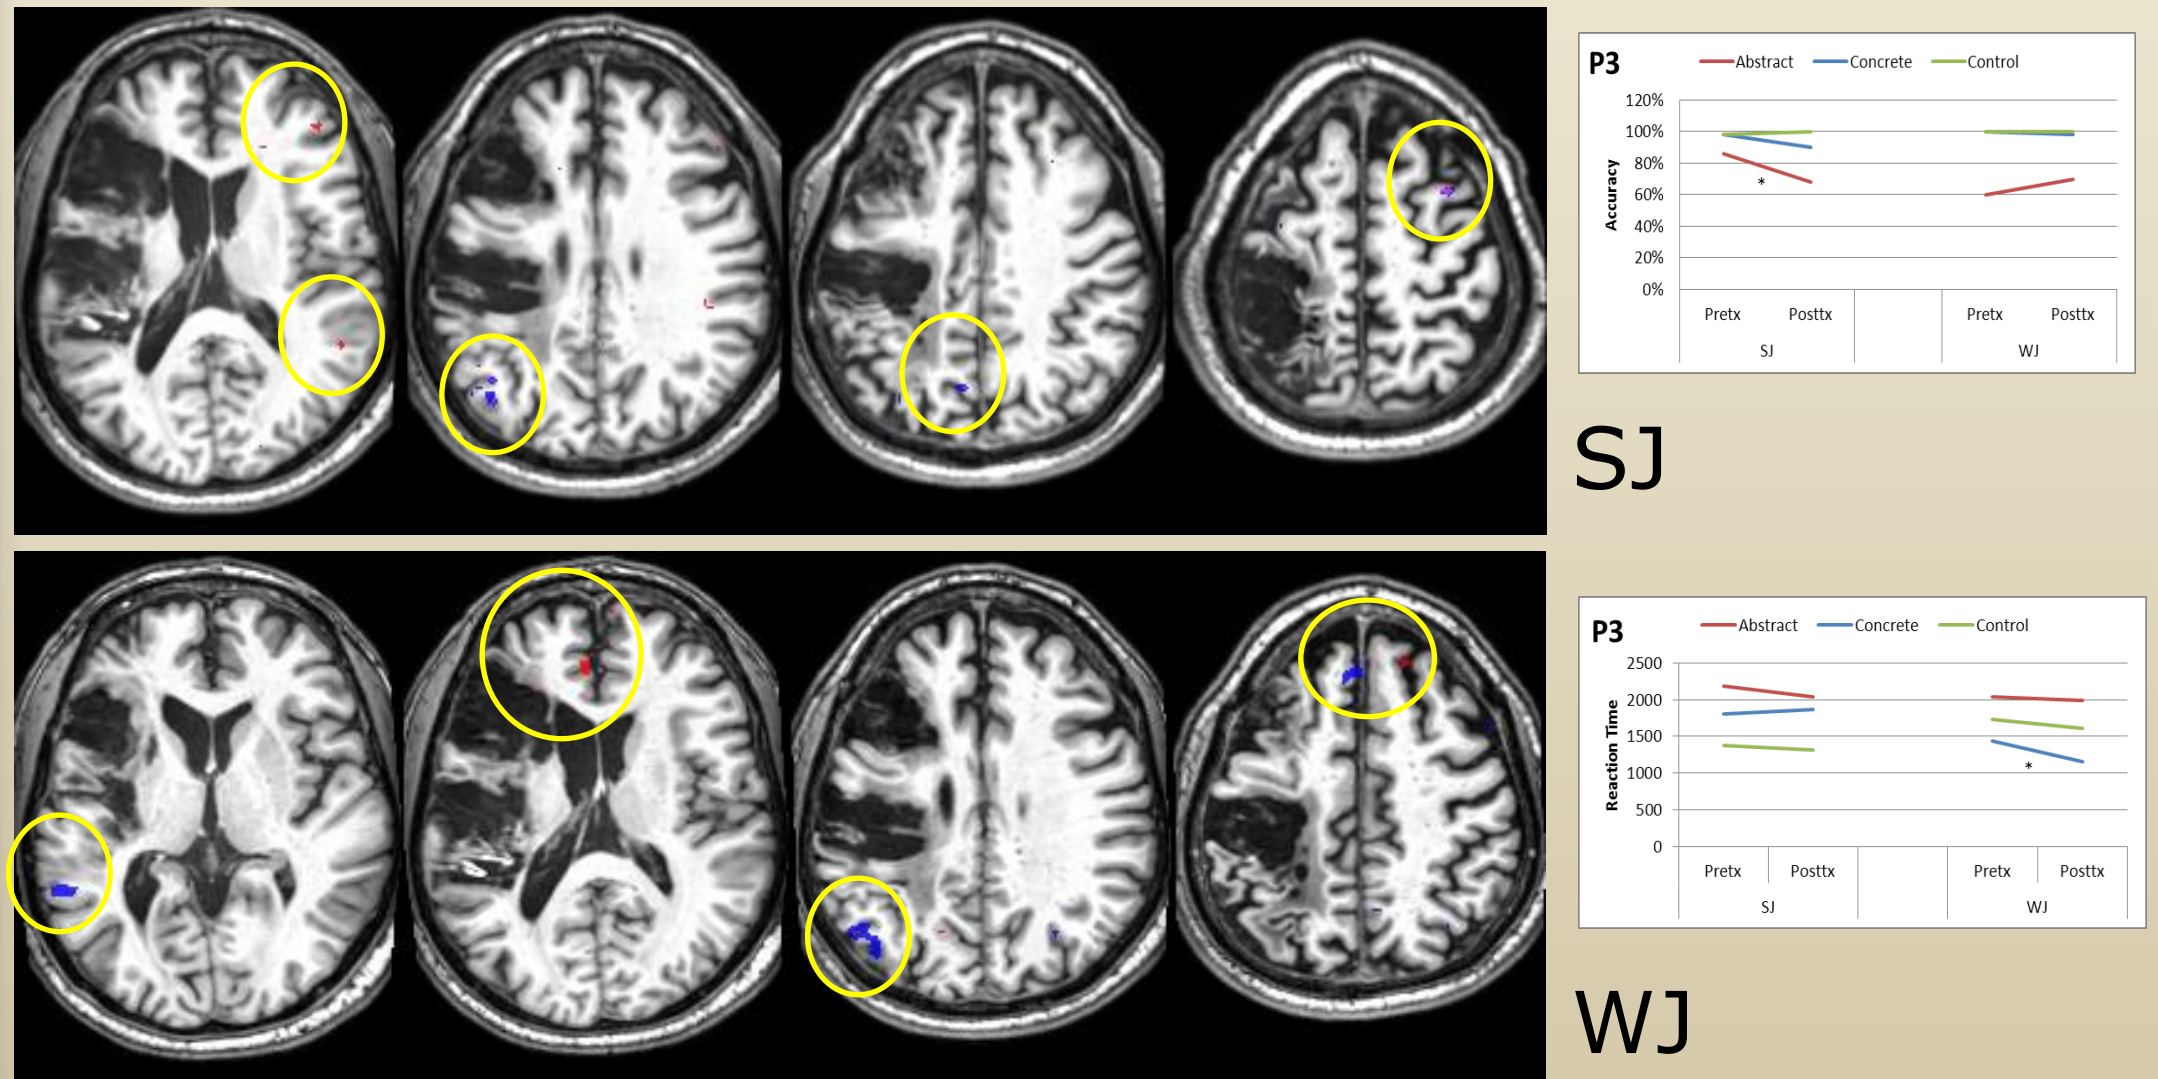 P3
Abstract Concrete Control
120%
100%
80%
60%
40%
20%
0%
Accuracy
*
Pretx Posttx Pretx Posttx
SJ WJ
SJ
P3
Abstract Concrete Control
2500
2000
1500
1000
500
0
Reaction Time
*
Pretx Posttx Pretx Posttx
SJ WJ
WJ